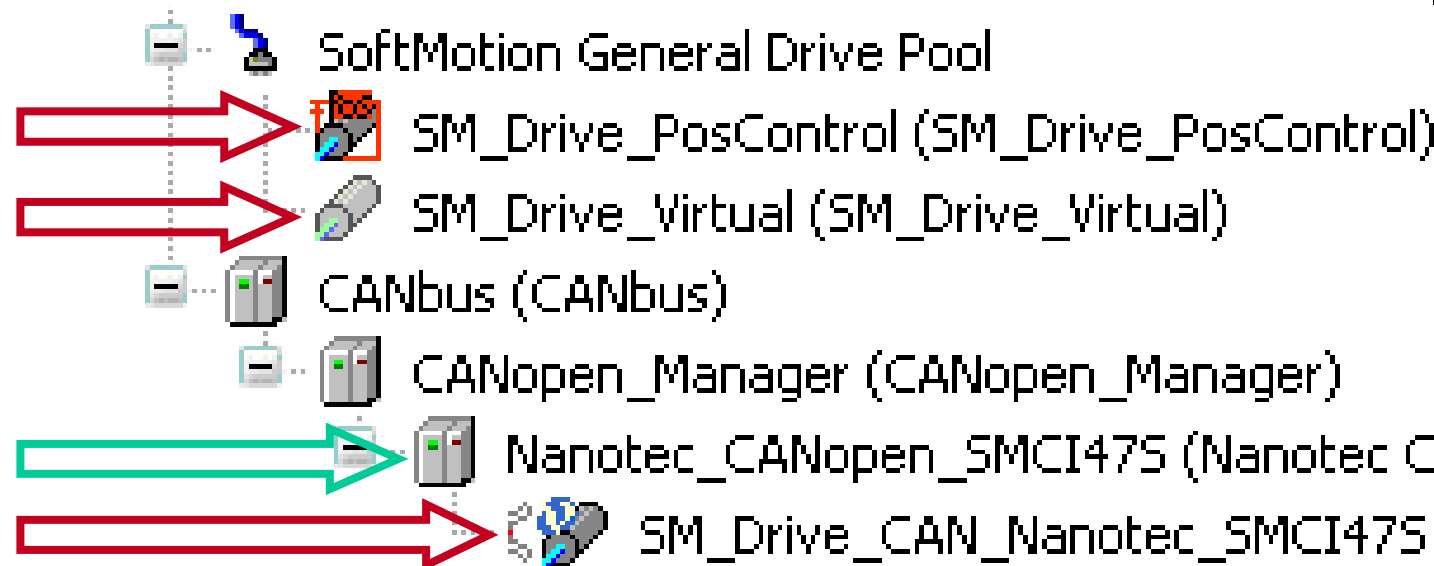 SoftMotion General Drive Pool
SM_Drive_PosControl (SM_Drive_PosControl)
SM_Drive_Virtual (SM_Drive_Virtual)
CANbus (CANbus)
CANopen_Manager (CANopen_Manager)
Nanotec_CANopen_SMCI47S (Nanotec C
SM_Drive_CAN_Nanotec_SMCI47S